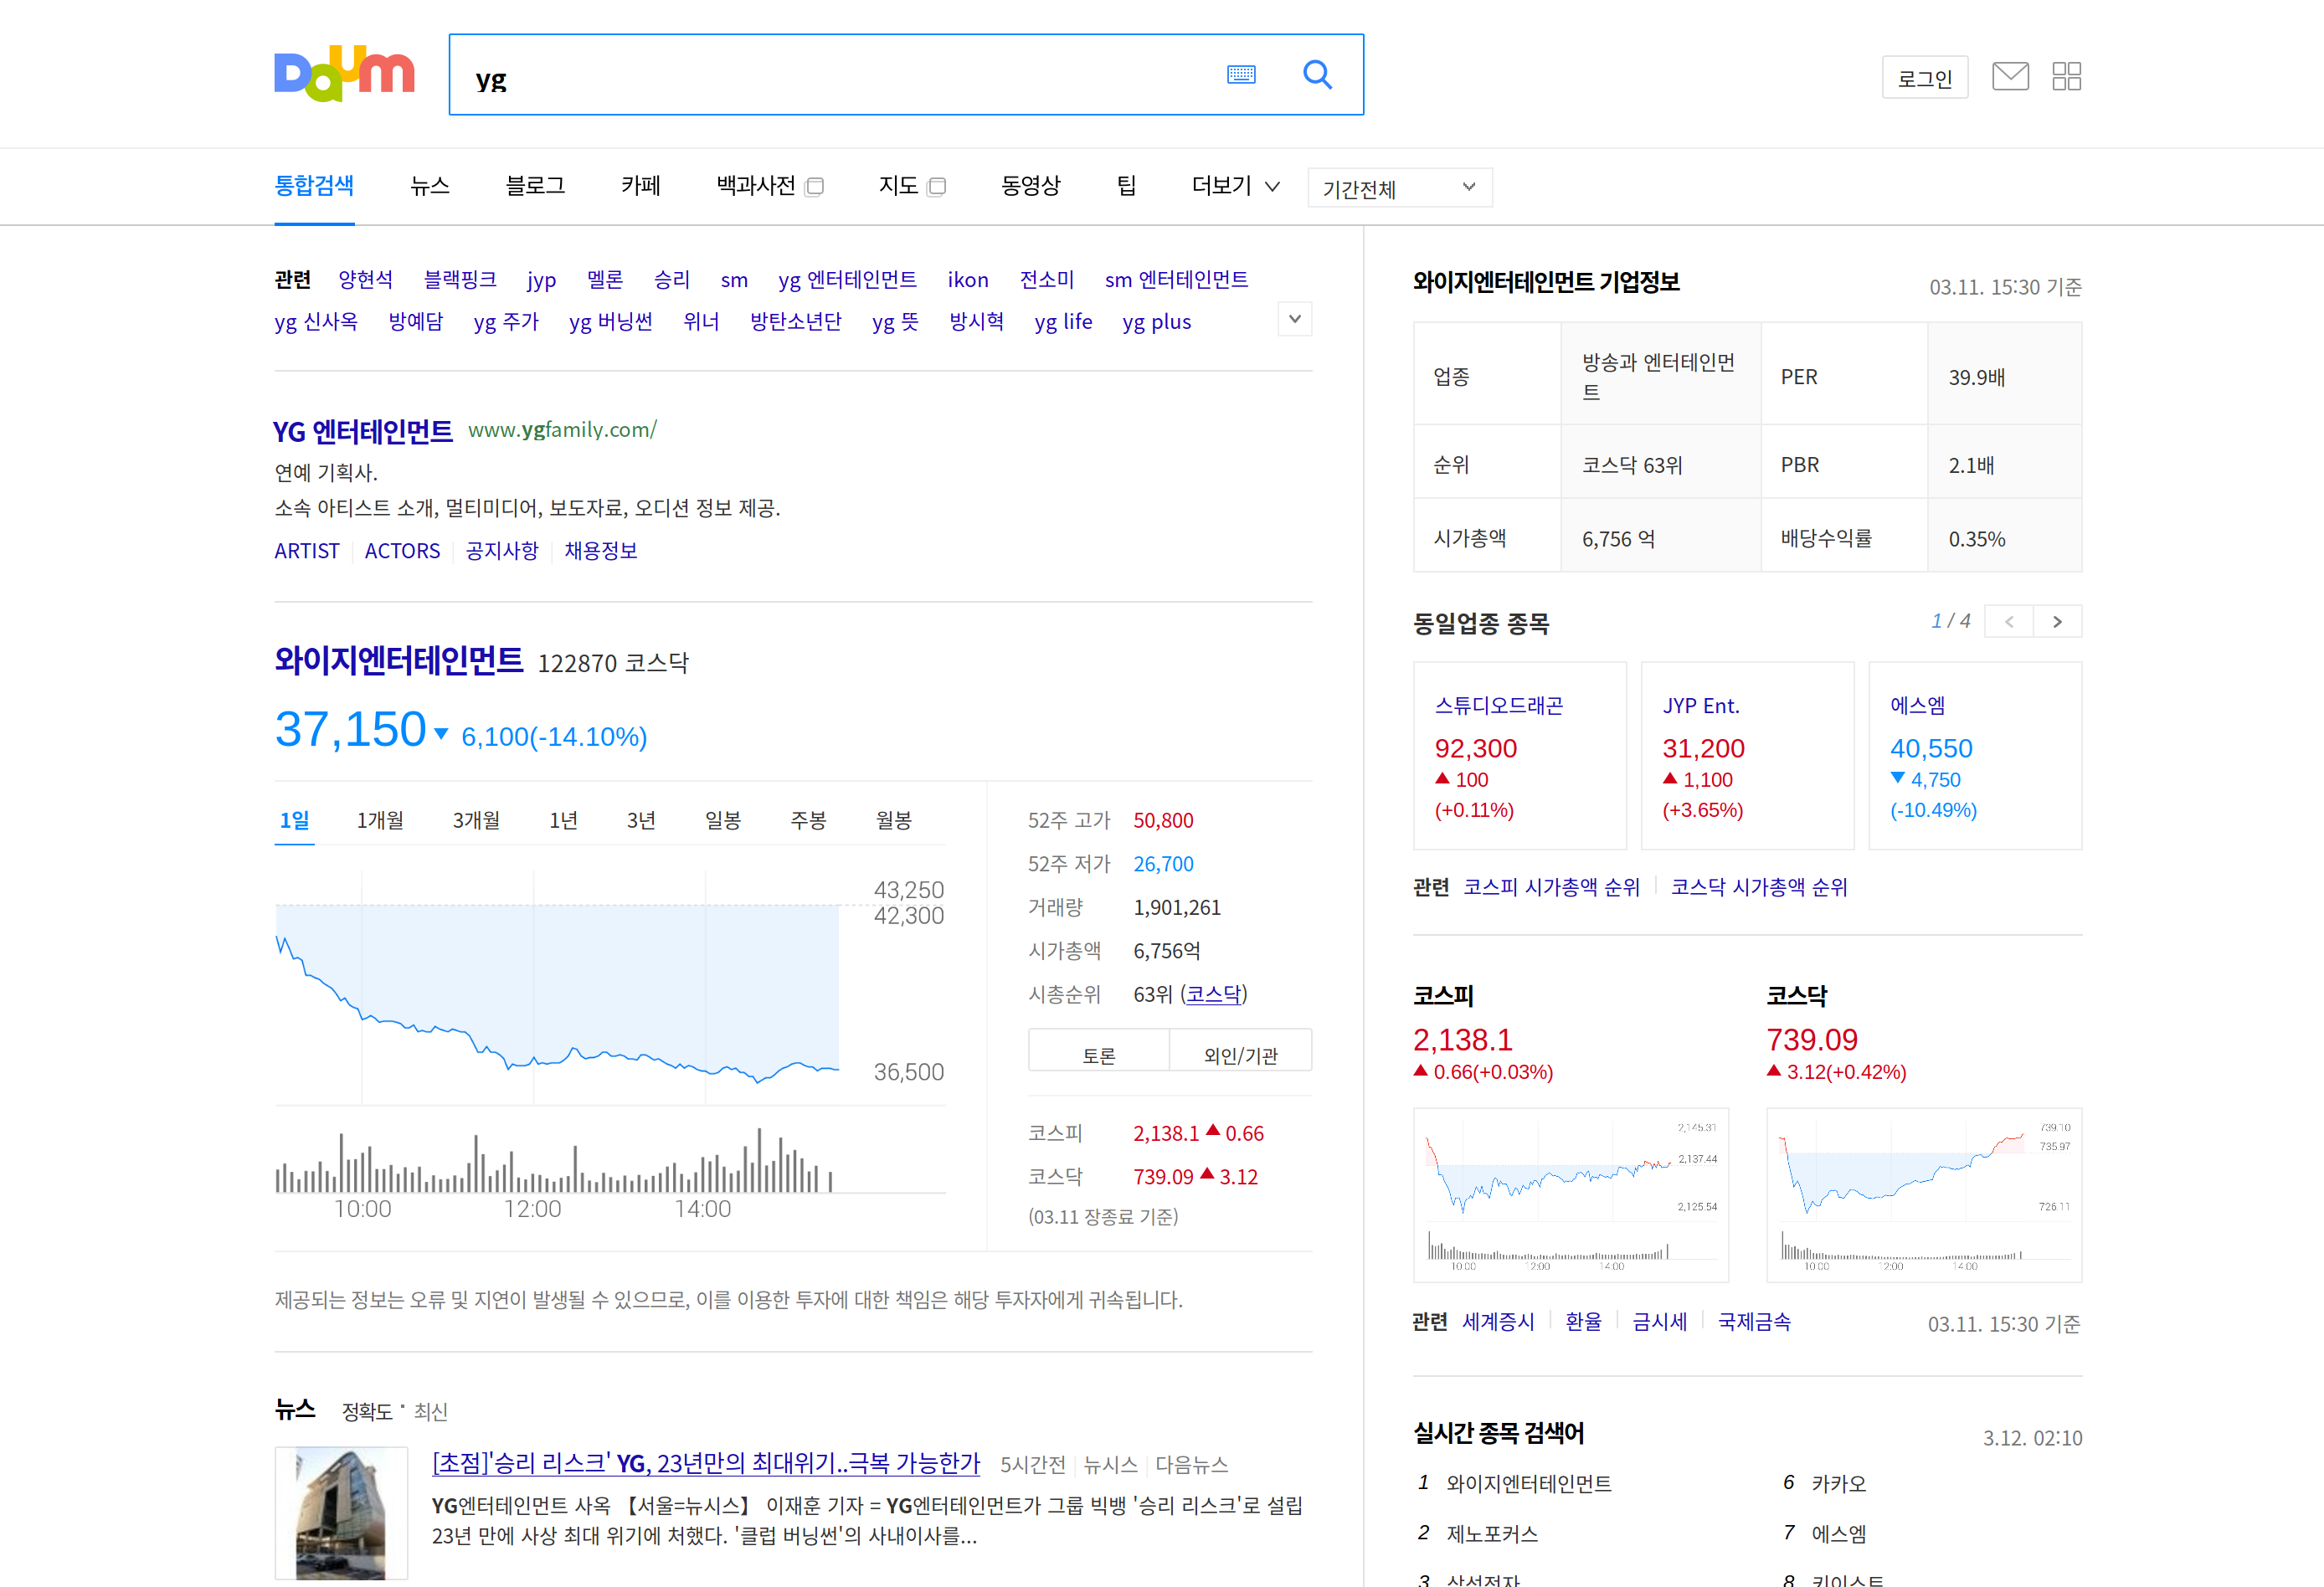 Daum
yg
로그인
통합검색 뉴스 블로그 카페 백과사전 지도 동영상 팁 더보기 기간전체
관련 양현석 블랙핑크 jyp 멜론 승리 sm yg 엔터테인먼트 ikon 전소미 sm 엔터테인먼트
yg 신사옥 방예담 yg 주가 yg 버닝썬 위너 방탄소년단 yg 뜻 방시혁 yg life yg plus
YG 엔터테인먼트 www.ygfamily.com/
연예 기획사.
소속 아티스트 소개, 멀티미디어, 보도자료, 오디션 정보 제공.
ARTIST ACTORS 공지사항 채용정보
와이지엔터테인먼트 122870 코스닥
37,150 ▼ 6,100(-14.10%)
1일 1개월 3개월 1년 3년 일봉 주봉 월봉
43,250
42,300
36,500
10:00 12:00 14:00
52주 고가 50,800
52주 저가 26,700
거래량 1,901,261
시가총액 6,756억
시총순위 63위 (코스닥)
토론 외인/기관
코스피 2,138.1 ▲ 0.66
코스닥 739.09 ▲ 3.12
(03.11 장종료 기준)
제공되는 정보는 오류 및 지연이 발생될 수 있으므로, 이를 이용한 투자에 대한 책임은 해당 투자자에게 귀속됩니다.
뉴스 정확도 · 최신
[초점]'승리 리스크' YG, 23년만의 최대위기..극복 가능한가 5시간전 뉴시스 다음뉴스
YG엔터테인먼트 사옥 【서울=뉴시스】 이재훈 기자 = YG엔터테인먼트가 그룹 빅뱅 '승리 리스크'로 설립
23년 만에 사상 최대 위기에 처했다. '클럽 버닝썬'의 사내이사를...
와이지엔터테인먼트 기업정보 03.11. 15:30 기준
업종 방송과 엔터테인먼
트 PER 39.9배
순위 코스닥 63위 PBR 2.1배
시가총액 6,756 억 배당수익률 0.35%
동일업종 종목 1 / 4
스튜디오드래곤 JYP Ent. 에스엠
92,300 31,200 40,550
▲ 100 ▲ 1,100 ▼ 4,750
(+0.11%) (+3.65%) (-10.49%)
관련 코스피 시가총액 순위 코스닥 시가총액 순위
코스피 코스닥
2,138.1 739.09
▲ 0.66(+0.03%) ▲ 3.12(+0.42%)
2,145.31 739.10
2,137.44 735.97
2,125.54 726.11
10:00 12:00 14:00 10:00 12:00 14:00
관련 세계증시 환율 금시세 국제금속 03.11. 15:30 기준
실시간 종목 검색어 3.12. 02:10
1 와이지엔터테인먼트 6 카카오
2 제노포커스 7 에스엠
3 삼성전자 8 키이스트